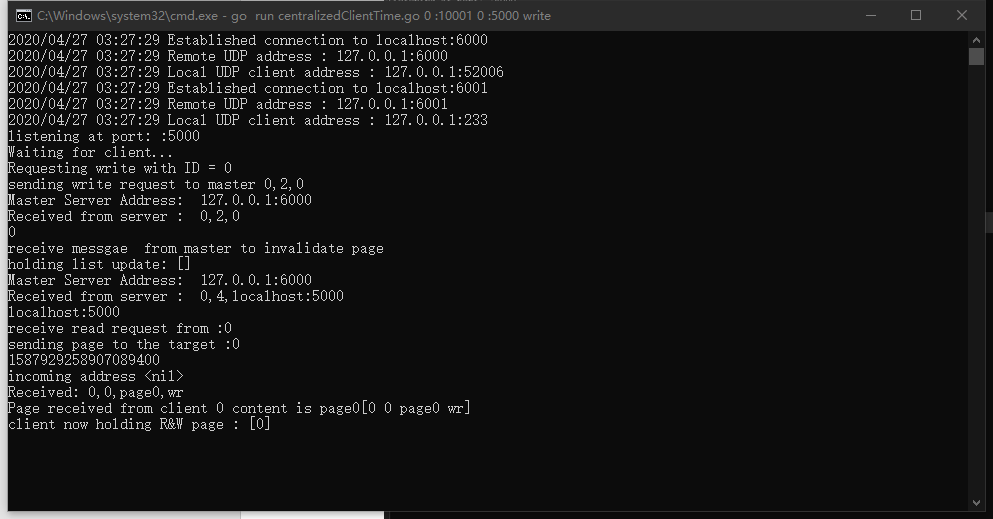 C:\Windows\system32\cmd.exe - go  run centralizedClientTime.go 0 :10001 0 :5000 write
2020/04/27 03:27:29 Established connection to localhost:6000
2020/04/27 03:27:29 Remote UDP address : 127.0.0.1:6000
2020/04/27 03:27:29 Local UDP client address : 127.0.0.1:52006
2020/04/27 03:27:29 Established connection to localhost:6001
2020/04/27 03:27:29 Remote UDP address : 127.0.0.1:6001
2020/04/27 03:27:29 Local UDP client address : 127.0.0.1:233
listening at port: :5000
Waiting for client...
Requesting write with ID = 0
sending write request to master 0,2,0
Master Server Address:  127.0.0.1:6000
Received from server :  0,2,0
0
receive messgae  from master to invalidate page
holding list update: []
Master Server Address:  127.0.0.1:6000
Received from server :  0,4,localhost:5000
localhost:5000
receive read request from :0
sending page to the target :0
1587929258907089400
incoming address <nil>
Received: 0,0,page0,wr
Page received from client 0 content is page0[0 0 page0 wr]
client now holding R&W page : [0]